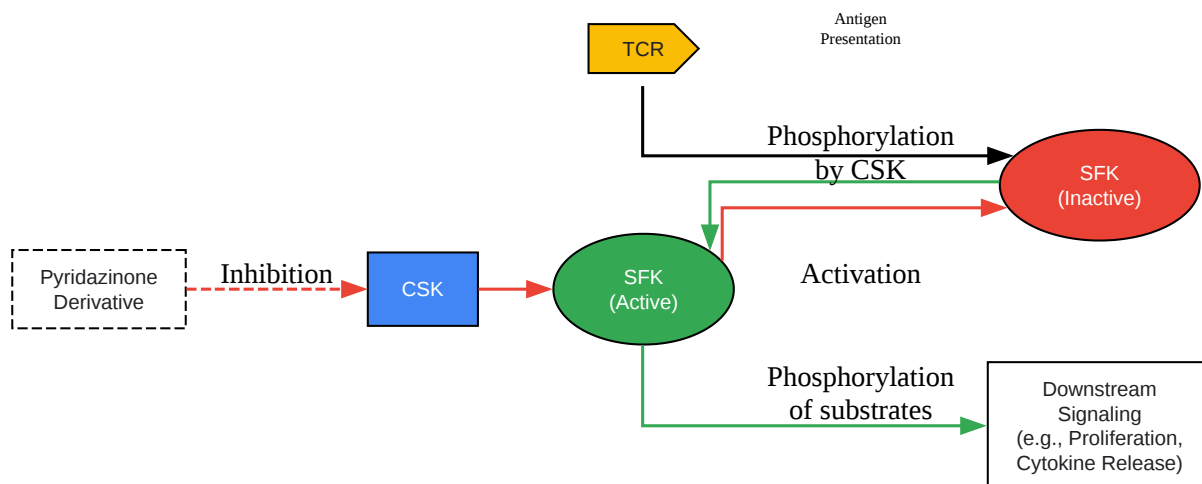 Antigen
Presentation
TCR
Phosphorylation
by CSK
SFK
(Inactive)
Pyridazinone
Derivative
Inhibition
CSK
SFK
(Active)
Activation
Phosphorylation
of substrates
Downstream
Signaling
(e.g., Proliferation,
Cytokine Release)